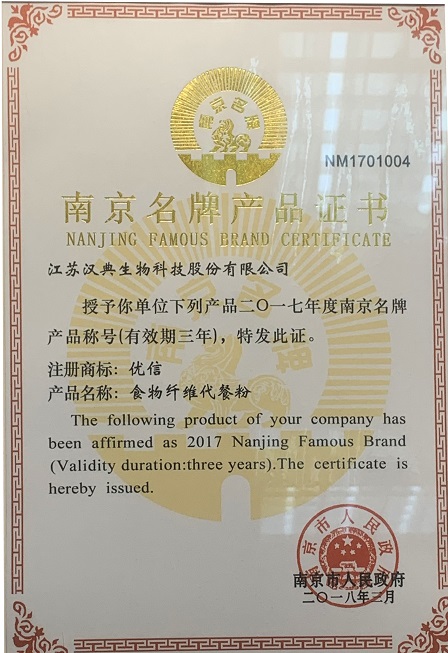 南京名牌
NM1701004
南京名牌产品证书
NANJING FAMOUS BRAND CERTIFICATE
江苏汉典生物科技股份有限公司
授予你单位下列产品二〇一七年度南京名牌
产品称号(有效期三年)，特发此证。
注册商标：优信
产品名称：食物纤维代餐粉
The following product of your company has
been affirmed as 2017 Nanjing Famous Brand
(Validity duration:three years).The certificate is
hereby issued.
南京市人民政府
南京市人民政府
二〇一八年三月